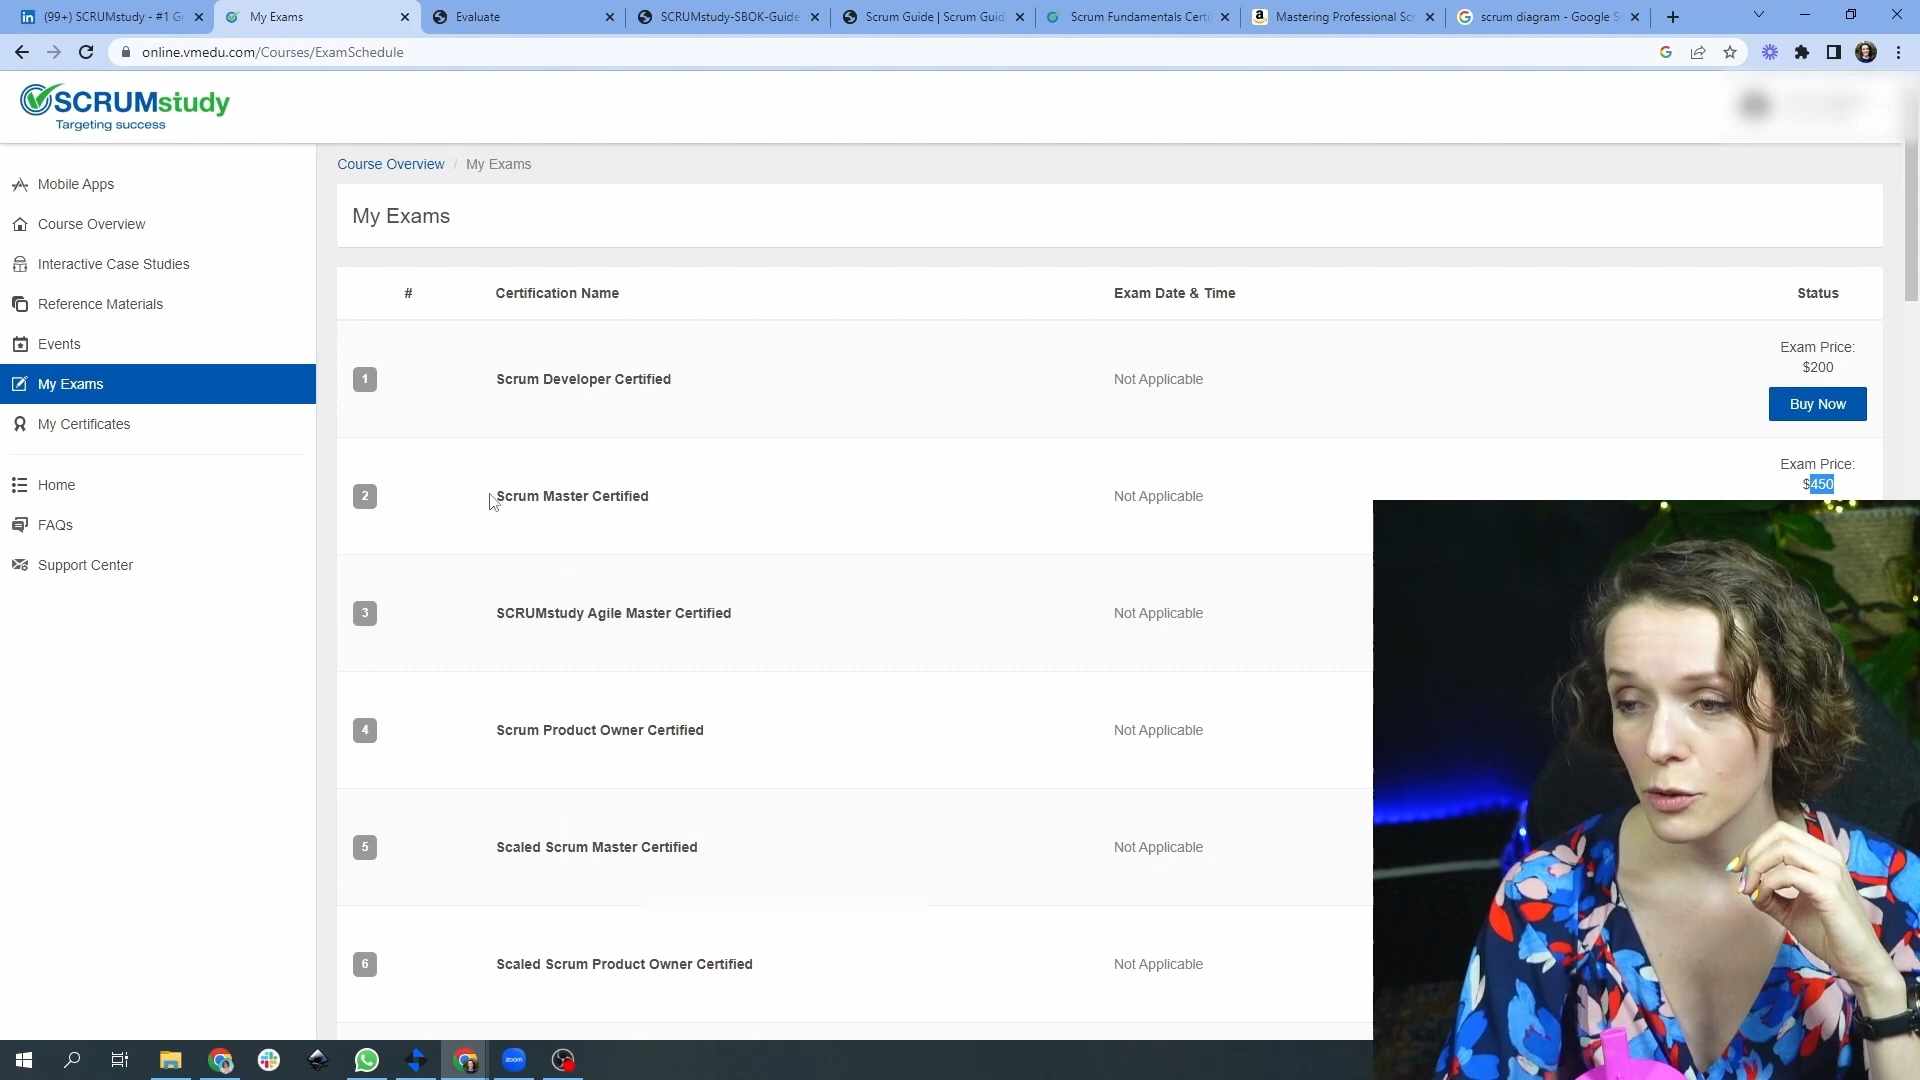 (99+) SCRUMstudy - #1 Gr
My Exams
Evaluate
SCRUMstudy-SBOK-Guide
Scrum Guide | Scrum Guid
Scrum Fundamentals Certi
Mastering Professional Scr
scrum diagram - Google S
online.vmedu.com/Courses/ExamSchedule
SCRUMstudy
Targeting success
Mobile Apps
Course Overview
Interactive Case Studies
Reference Materials
Events
My Exams
My Certificates
Home
FAQs
Support Center
Course Overview / My Exams
My Exams
# Certification Name Exam Date & Time Status
1 Scrum Developer Certified Not Applicable Exam Price:
$200
Buy Now
2 Scrum Master Certified Not Applicable Exam Price:
$450
3 SCRUMstudy Agile Master Certified Not Applicable
4 Scrum Product Owner Certified Not Applicable
5 Scaled Scrum Master Certified Not Applicable
6 Scaled Scrum Product Owner Certified Not Applicable
zoom